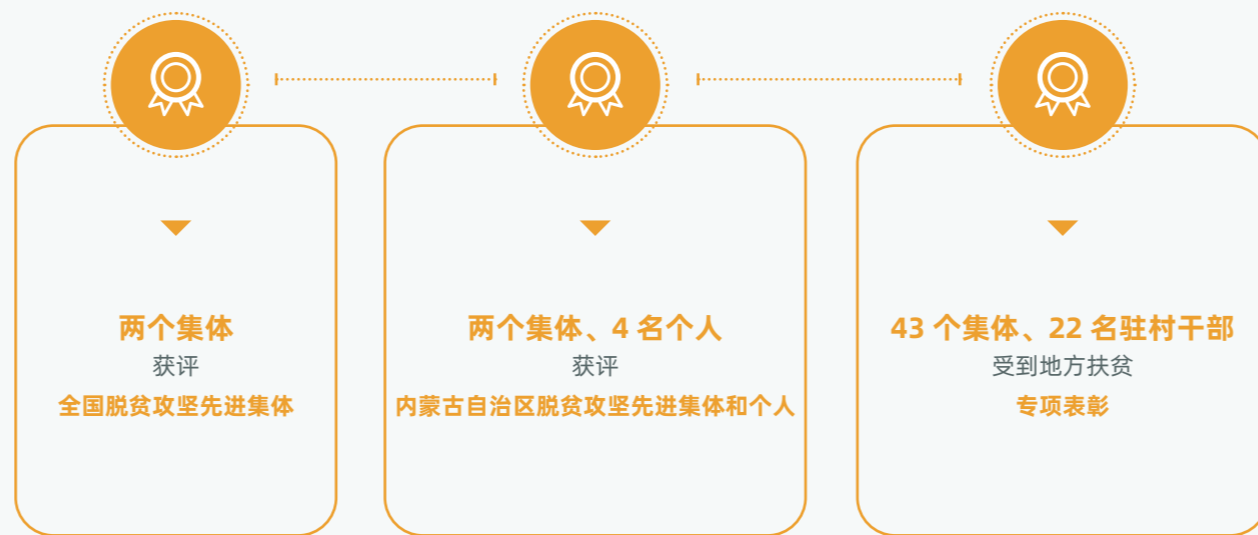 两个集体
获评
全国脱贫攻坚先进集体
两个集体、4 名个人
获评
内蒙古自治区脱贫攻坚先进集体和个人
43 个集体、22 名驻村干部
受到地方扶贫
专项表彰